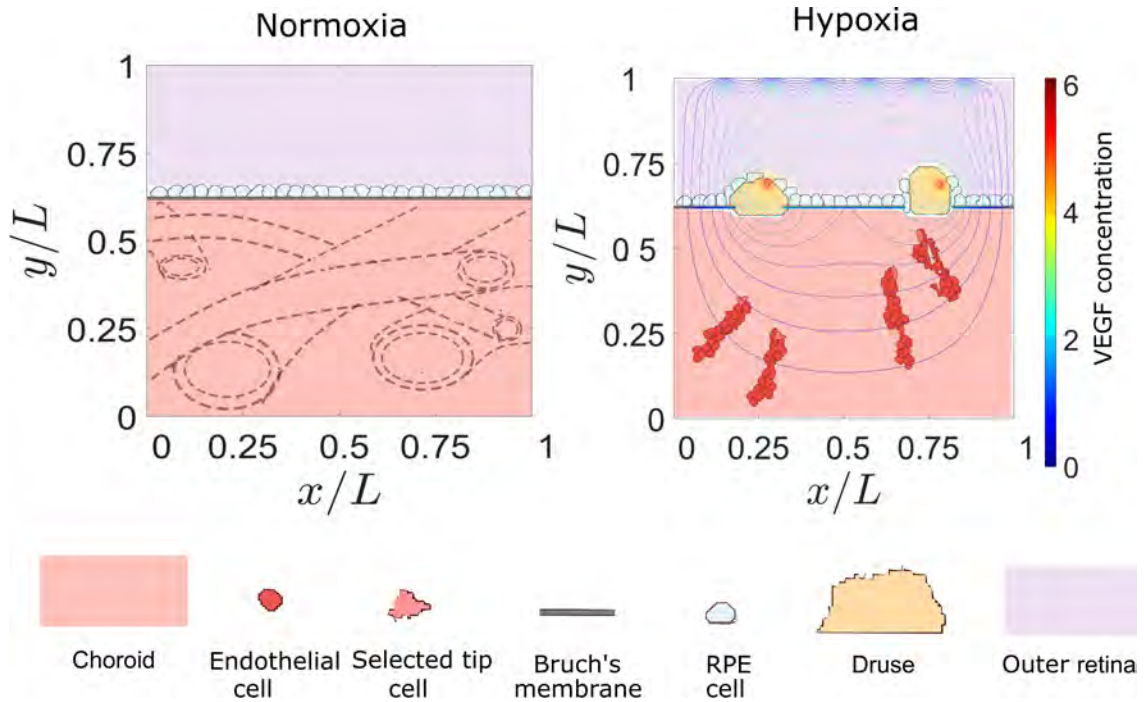 Normoxia
Hypoxia
1
0.75
0.5
0.25
0
y/L
0
0.25
0.5
0.75
1
x/L
1
0.75
0.5
0.25
0
y/L
0
0.25
0.5
0.75
1
x/L
6
4
2
0
VEGF concentration
Choroid
Endothelial
cell
Selected tip
cell
Bruch's
membrane
RPE
cell
Druse
Outer retina